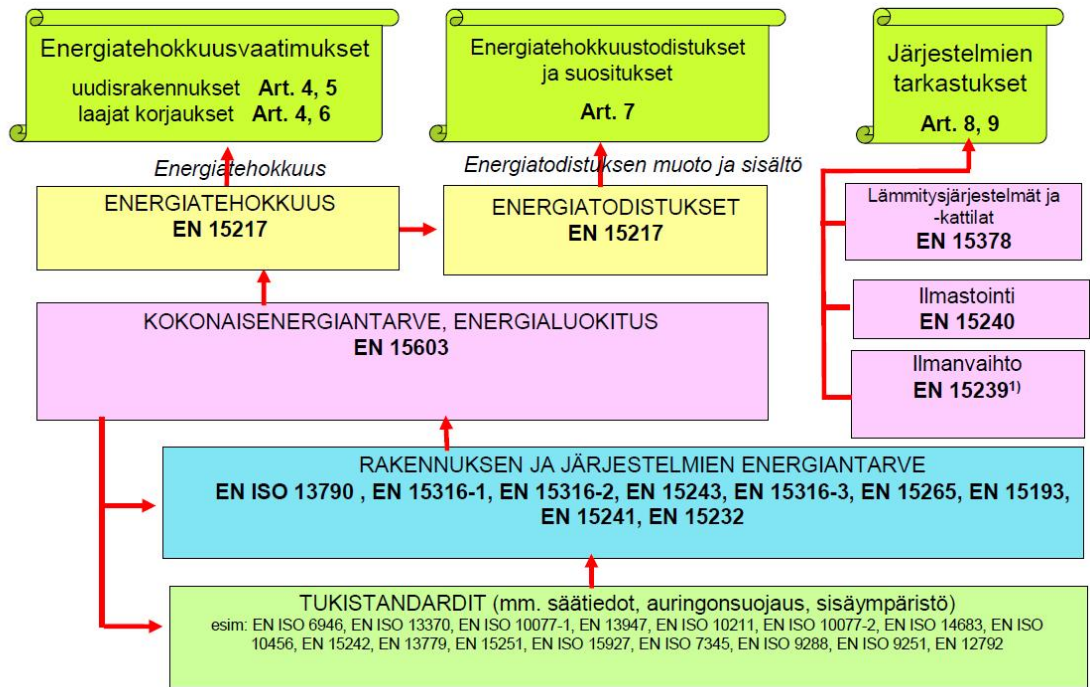 Energiatehokkuusvaatimukset
uudisrakennukset Art. 4, 5
laajat korjaukset Art. 4, 6
Energiatehokkuustodistukset
ja suositukset
Art. 7
Järjestelmien
tarkastukset
Art. 8, 9
Energiatehokkuus
Energiatodistuksen muoto ja sisältö
ENERGIATEHOKKUUS
EN 15217
ENERGIATODISTUKSET
EN 15217
Lämmitysjärjestelmät ja
-kattilat
EN 15378
Ilmastointi
EN 15240
Ilmanvaihto
EN 15239¹⁾
KOKONAISENERGIANTARVE, ENERGIALUOKITUS
EN 15603
RAKENNUKSEN JA JÄRJESTELMIEN ENERGIANTARVE
EN ISO 13790 , EN 15316-1, EN 15316-2, EN 15243, EN 15316-3, EN 15265, EN 15193,
EN 15241, EN 15232
TUKISTANDARDIT (mm. säätiedot, auringonsuojaus, sisäympäristö)
esim: EN ISO 6946, EN ISO 13370, EN ISO 10077-1, EN 13947, EN ISO 10211, EN ISO 10077-2, EN ISO 14683, EN ISO
10456, EN 15242, EN 13779, EN 15251, EN ISO 15927, EN ISO 7345, EN ISO 9288, EN ISO 9251, EN 12792